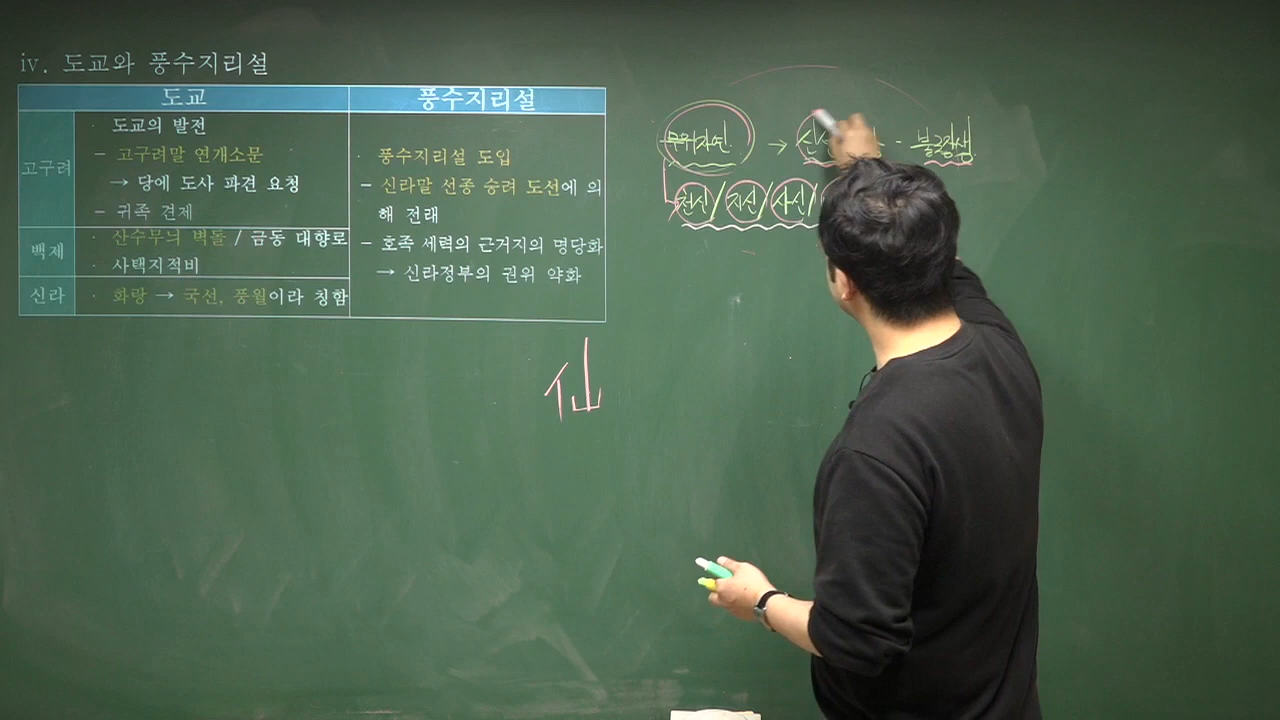 ⅳ. 도교와 풍수지리설
도교
풍수지리설
고구려
· 도교의 발전
- 고구려말 연개소문
→ 당에 도사 파견 요청
- 귀족 견제
백제
· 산수무늬 벽돌 / 금동 대향로
· 사택지적비
신라
· 화랑 → 국선, 풍월이라 칭함
· 풍수지리설 도입
- 신라말 선종 승려 도선에 의
해 전래
- 호족 세력의 근거지의 명당화
→ 신라정부의 권위 약화
무위자연 → 신선 - 불로장생
천신/지신/사신/
仙